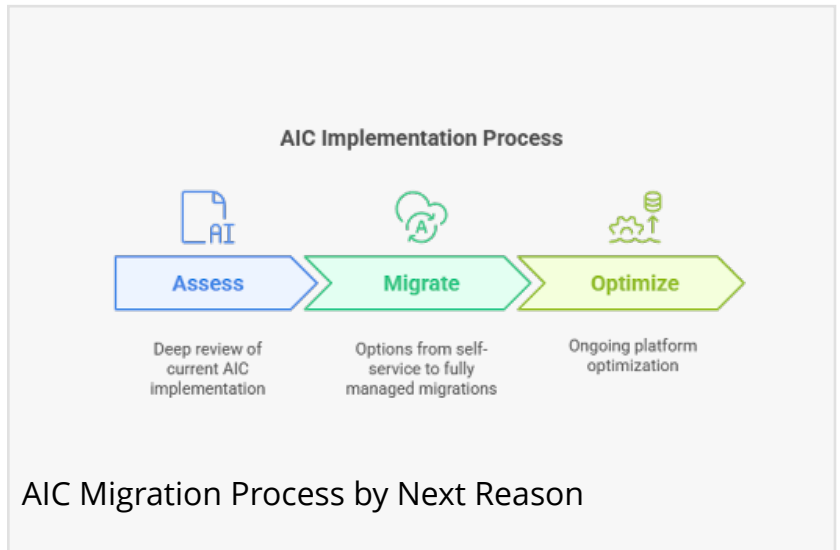 AIC Implementation Process
AI
A
Assess
Migrate
Optimize
Deep review of
current AIC
implementation
Options from self-
service to fully
managed migrations
Ongoing platform
optimization
AIC Migration Process by Next Reason